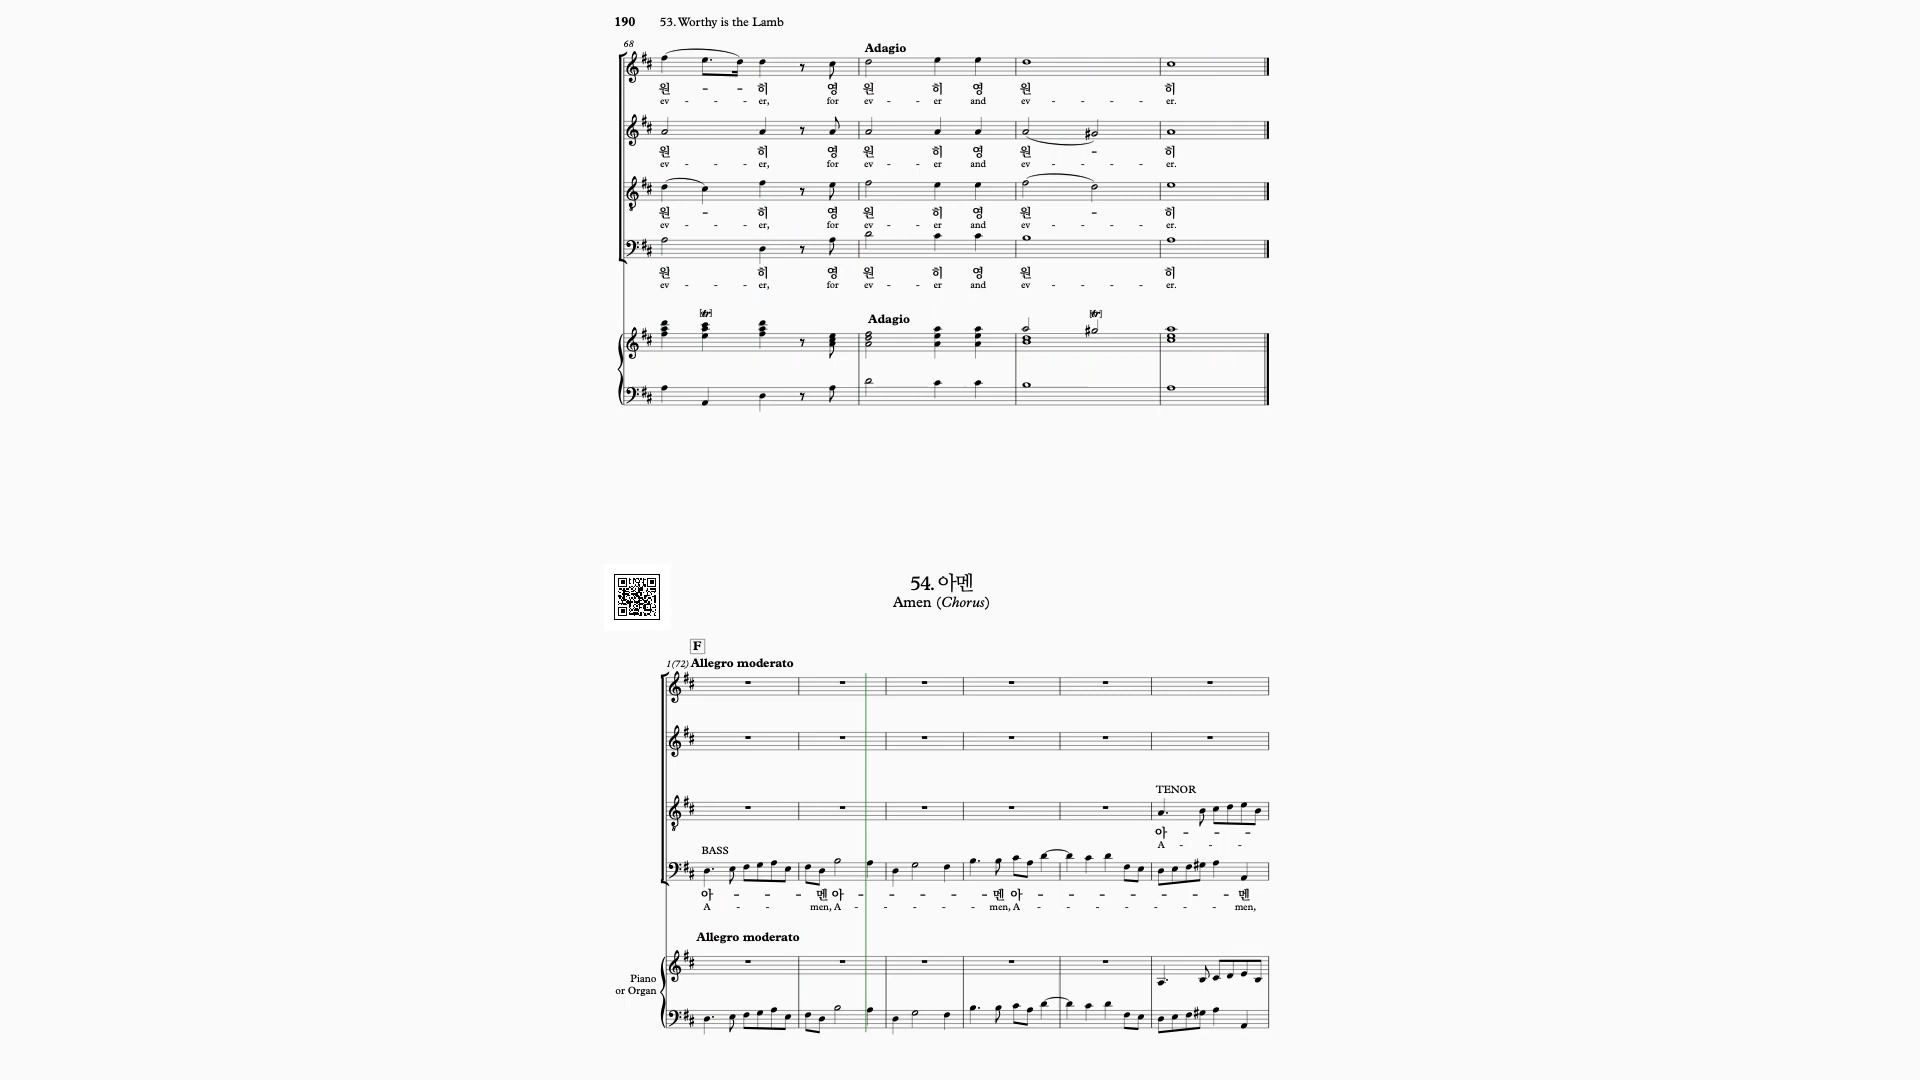 190 53. Worthy is the Lamb
68
Adagio
원 - - 히 영 원 히 영 원 히
ev - - er, for ev - er and ev - - er.
원 히 영 원 히 영 원 - 히
ev - - er, for ev - er and ev - - er.
원 - 히 영 원 히 영 원 - 히
ev - - er, for ev - er and ev - - er.
원 히 영 원 히 영 원 히
ev - - er, for ev - er and ev - - er.
[tr]
Adagio
[tr]
54. 아멘
Amen (Chorus)
F
1(72) Allegro moderato
TENOR
아 - - - -
A - - -
BASS
아 - - - - 멘 아 - - - - - - - 멘 아 - - - - - - - - - - - - 멘
A - - men, A - - - - - men, A - - - - - - - - - men,
Allegro moderato
Piano
or Organ